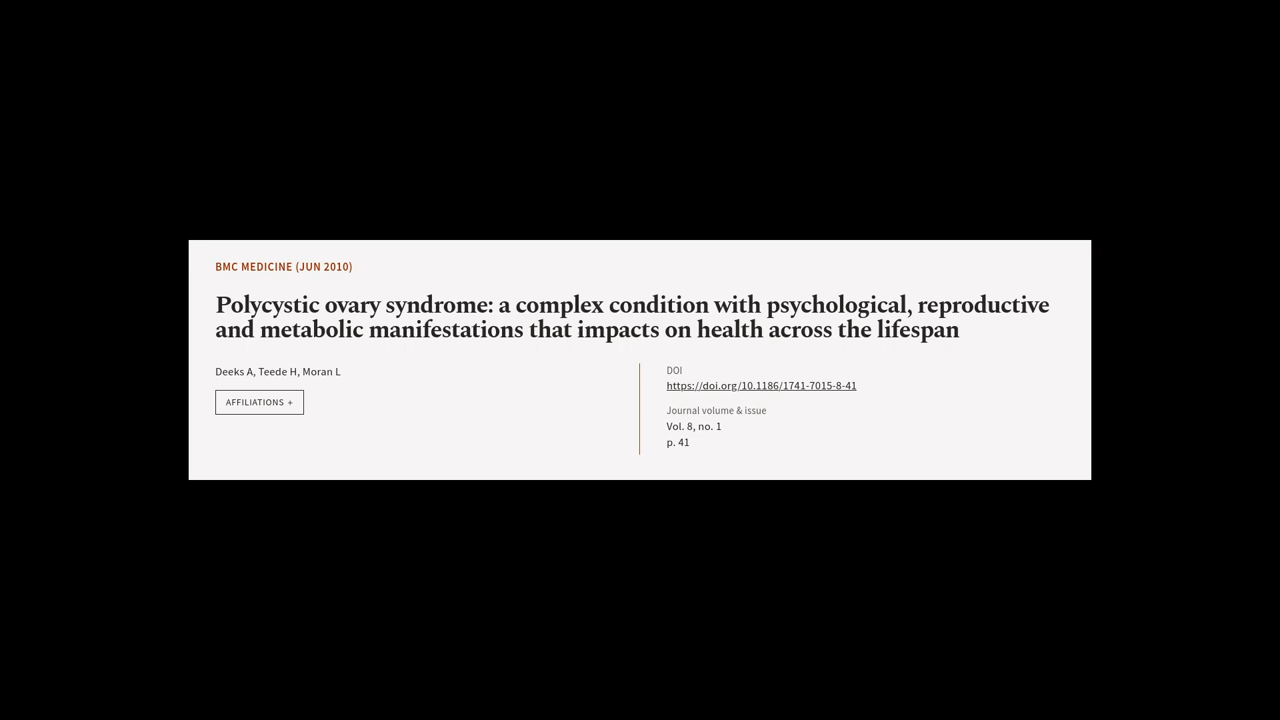 BMC MEDICINE (JUN 2010)
Polycystic ovary syndrome: a complex condition with psychological, reproductive
and metabolic manifestations that impacts on health across the lifespan
Deeks A, Teede H, Moran L
AFFILIATIONS +
DOI
https://doi.org/10.1186/1741-7015-8-41
Journal volume & issue
Vol. 8, no. 1
p. 41